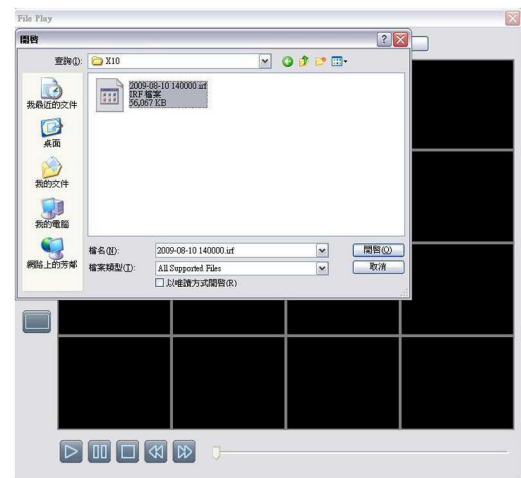 File Play
開啓
查詢(I):
X10
2009-08-10 140000.irf
IRF 檔案
56,067 KB
我最近的文件
桌面
我的文件
我的電腦
網路上的芳鄰
檔名(N):
2009-08-10 140000.irf
開啓(O)
檔案類型(T):
All Supported Files
取消
以唯讀方式開啓(R)